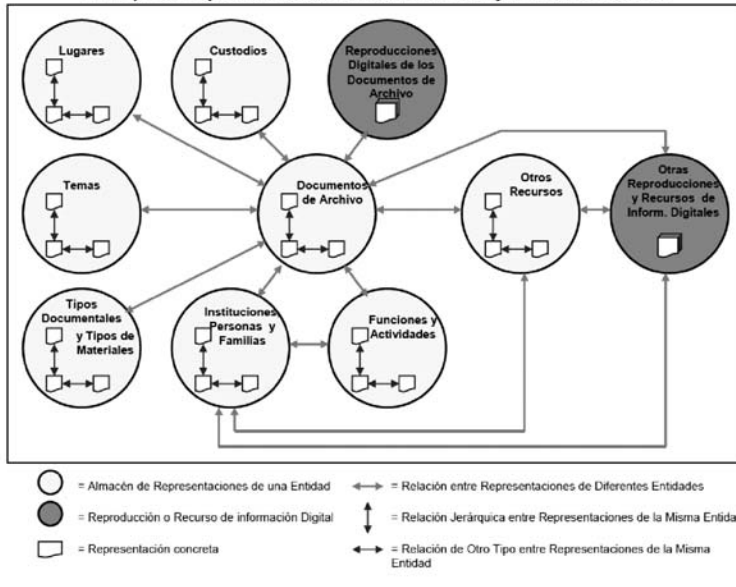 Lugares
Custodios
Reproducciones
Digitales de los
Documentos de
Archivo
Temas
Documentos
de Archivo
Otros
Recursos
Otras
Reproducciones
y Recursos de
Inform. Digitales
Tipos
Documentales
y Tipos de
Materiales
Instituciones
Personas y
Familias
Funciones y
Actividades
= Almacén de Representaciones de una Entidad
= Relación entre Representaciones de Diferentes Entidades
= Reproducción o Recurso de información Digital
= Relación Jerárquica entre Representaciones de la Misma Entida
= Representación concreta
= Relación de Otro Tipo entre Representaciones de la Misma
Entidad